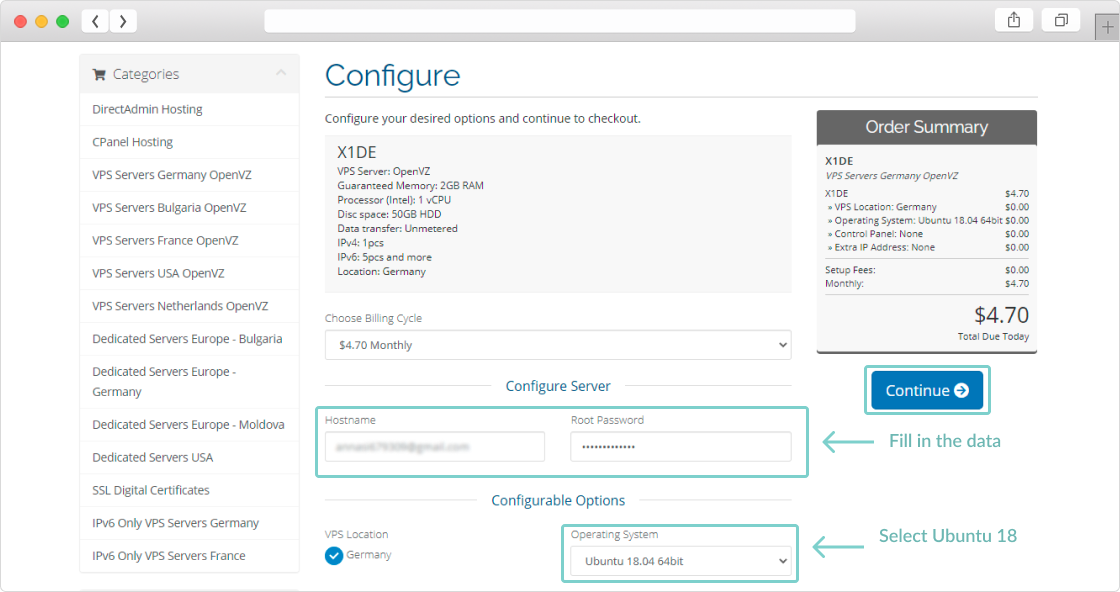 Categories
DirectAdmin Hosting
CPanel Hosting
VPS Servers Germany OpenVZ
VPS Servers Bulgaria OpenVZ
VPS Servers France OpenVZ
VPS Servers USA OpenVZ
VPS Servers Netherlands OpenVZ
Dedicated Servers Europe - Bulgaria
Dedicated Servers Europe -
Germany
Dedicated Servers Europe - Moldova
Dedicated Servers USA
SSL Digital Certificates
IPv6 Only VPS Servers Germany
IPv6 Only VPS Servers France
Configure
Configure your desired options and continue to checkout.
X1DE
VPS Server: OpenVZ
Guaranteed Memory: 2GB RAM
Processor (Intel): 1 vCPU
Disc space: 50GB HDD
Data transfer: Unmetered
IPv4: 1pcs
IPv6: 5pcs and more
Location: Germany
Choose Billing Cycle
$4.70 Monthly
Configure Server
Hostname
Root Password
•••••••••••••
Configurable Options
VPS Location
Germany
Operating System
Ubuntu 18.04 64bit
Order Summary
X1DE
VPS Servers Germany OpenVZ
X1DE $4.70
» VPS Location: Germany $0.00
» Operating System: Ubuntu 18.04 64bit $0.00
» Control Panel: None $0.00
» Extra IP Address: None $0.00
Setup Fees: $0.00
Monthly: $4.70
$4.70
Total Due Today
Continue
Fill in the data
Select Ubuntu 18